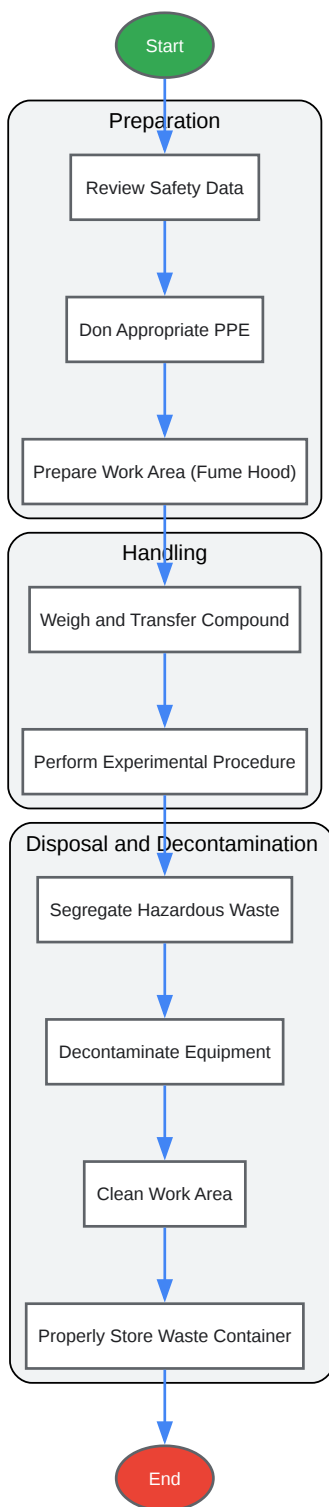 Start
Preparation
Review Safety Data
Don Appropriate PPE
Prepare Work Area (Fume Hood)
Handling
Weigh and Transfer Compound
Perform Experimental Procedure
Disposal and Decontamination
Segregate Hazardous Waste
Decontaminate Equipment
Clean Work Area
Properly Store Waste Container
End